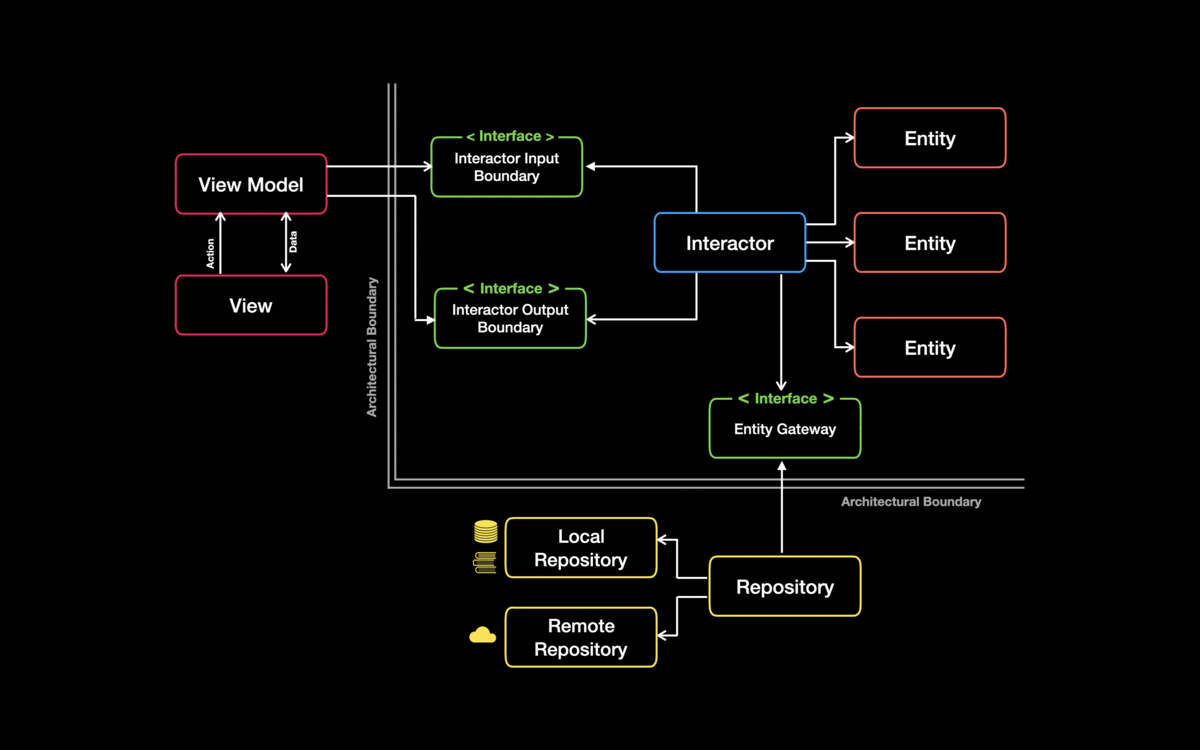 View Model
Action
Data
View
Architectural Boundary
< Interface >
Interactor Input
Boundary
< Interface >
Interactor Output
Boundary
Interactor
Entity
Entity
Entity
< Interface >
Entity Gateway
Architectural Boundary
Local
Repository
Remote
Repository
Repository